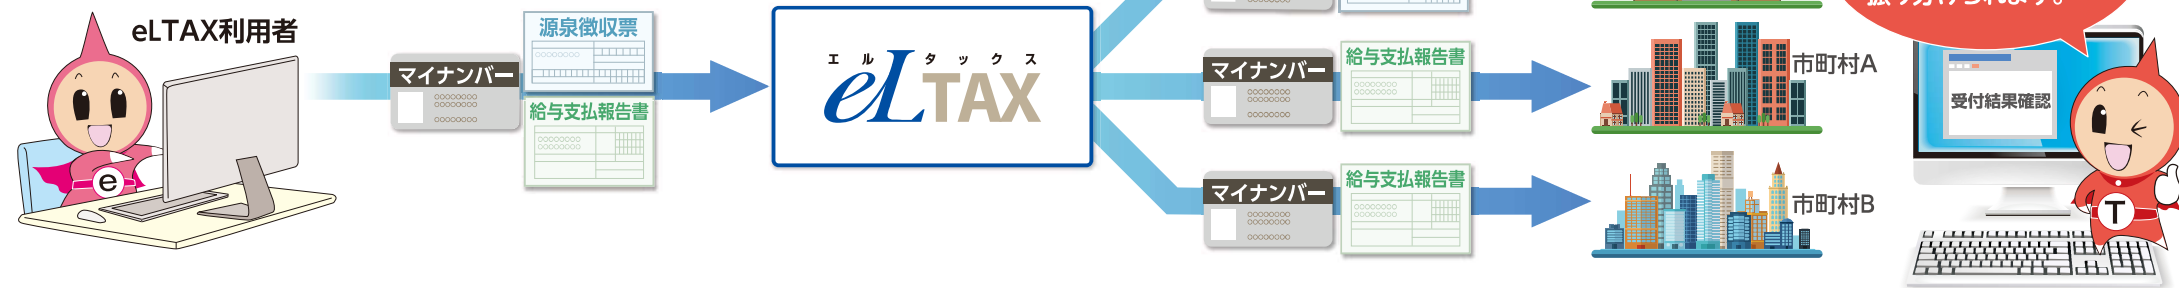 eLTAX利用者
マイナンバー
源泉徴収票
給与支払報告書
エルタックス
eLTAX
マイナンバー
給与支払報告書
市町村A
マイナンバー
給与支払報告書
市町村B
受付結果確認
e
T